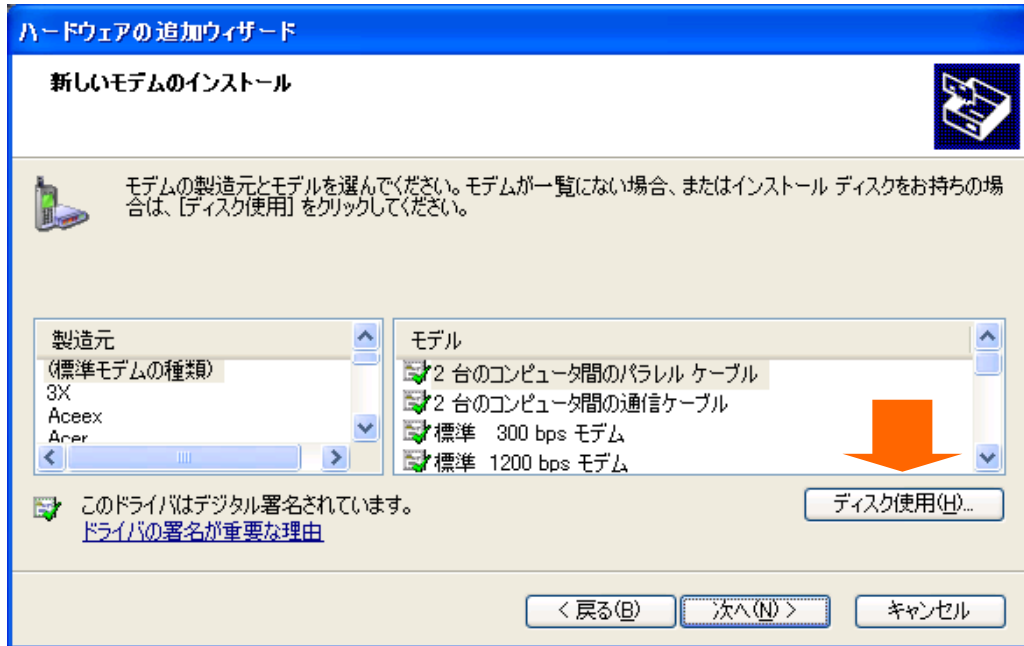 ハードウェアの追加ウィザード
新しいモデムのインストール
モデムの製造元とモデルを選んでください。モデムが一覧にない場合、またはインストール ディスクをお持ちの場
合は、[ディスク使用] をクリックしてください。
製造元
(標準モデムの種類)
3X
Aceex
Acer
モデル
2 台のコンピュータ間のパラレル ケーブル
2 台のコンピュータ間の通信ケーブル
標準 300 bps モデム
標準 1200 bps モデム
このドライバはデジタル署名されています。
ドライバの署名が重要な理由
ディスク使用(H)...
< 戻る(B)
次へ(N) >
キャンセル